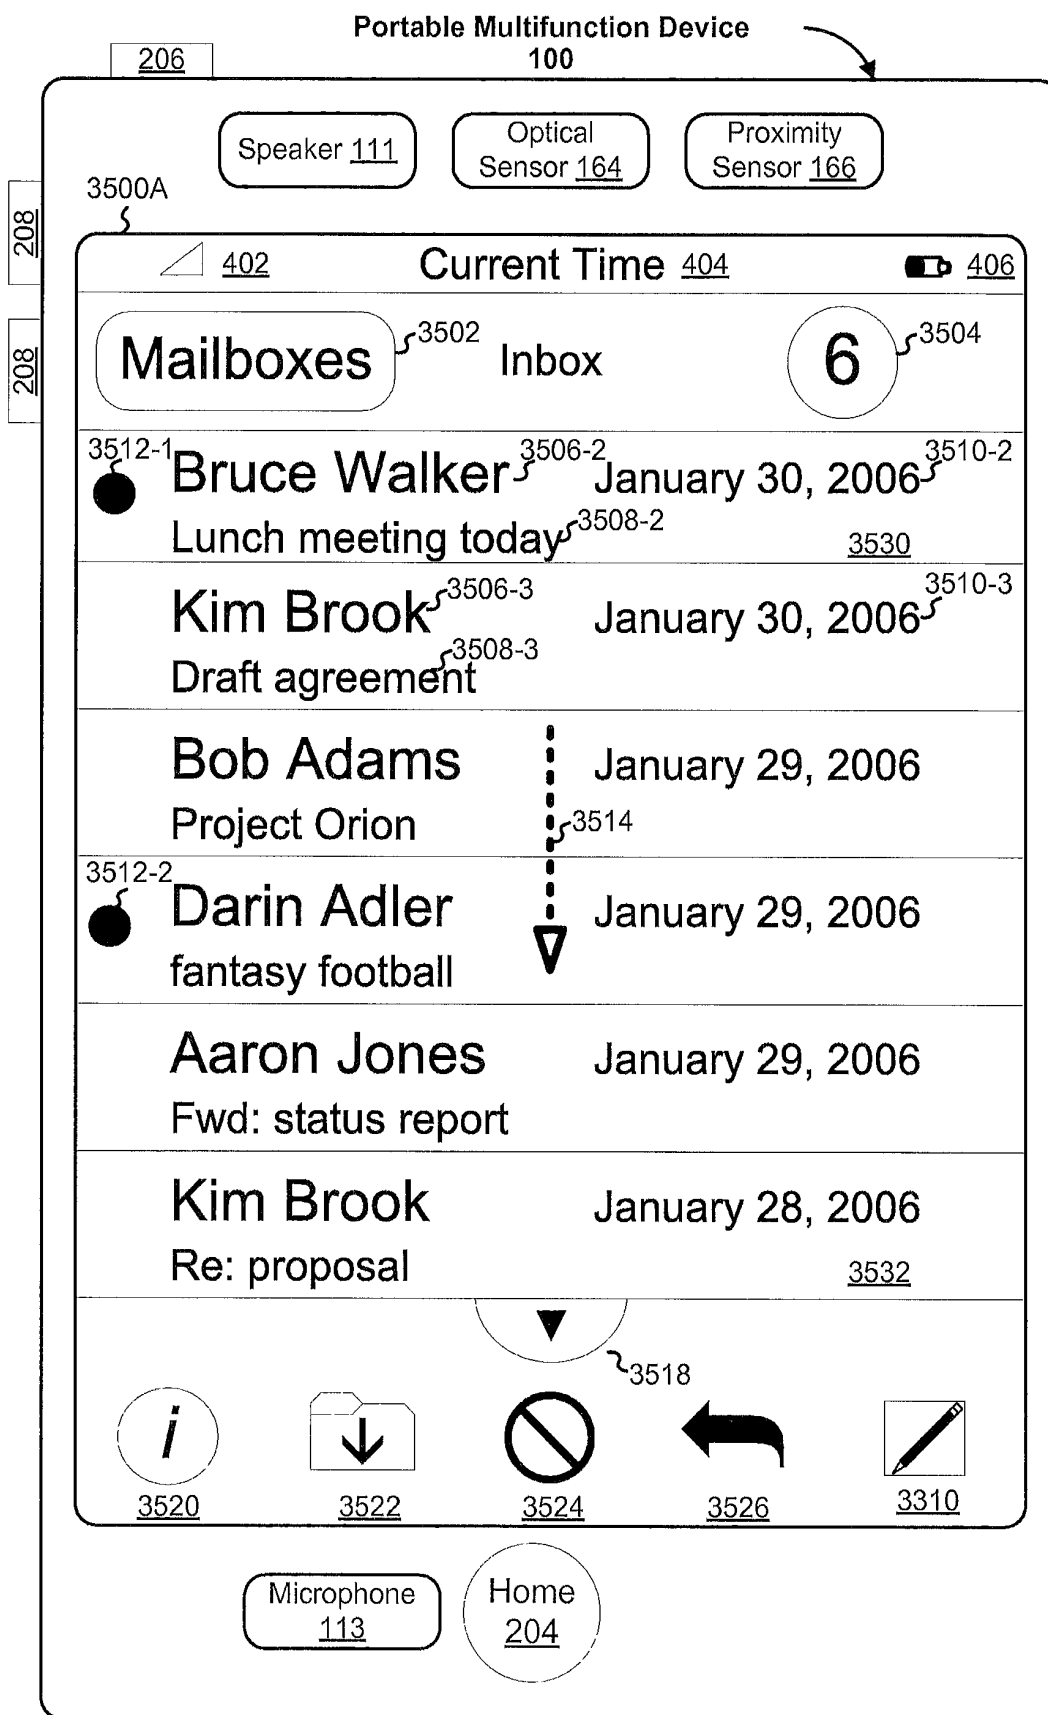 Portable Multifunction Device
100
206
Speaker 111
Optical
Sensor 164
Proximity
Sensor 166
3500A
208
208
402
Current Time 404
406
Mailboxes
3502
Inbox
6
3504
3512-1
Bruce Walker
3506-2
January 30, 2006
3510-2
Lunch meeting today
3508-2
3530
Kim Brook
3506-3
January 30, 2006
3510-3
3508-3
Draft agreement
Bob Adams
January 29, 2006
Project Orion
3514
3512-2
Darin Adler
January 29, 2006
fantasy football
Aaron Jones
January 29, 2006
Fwd: status report
Kim Brook
January 28, 2006
Re: proposal
3532
3518
i
3520
3522
3524
3526
3310
Microphone
113
Home
204